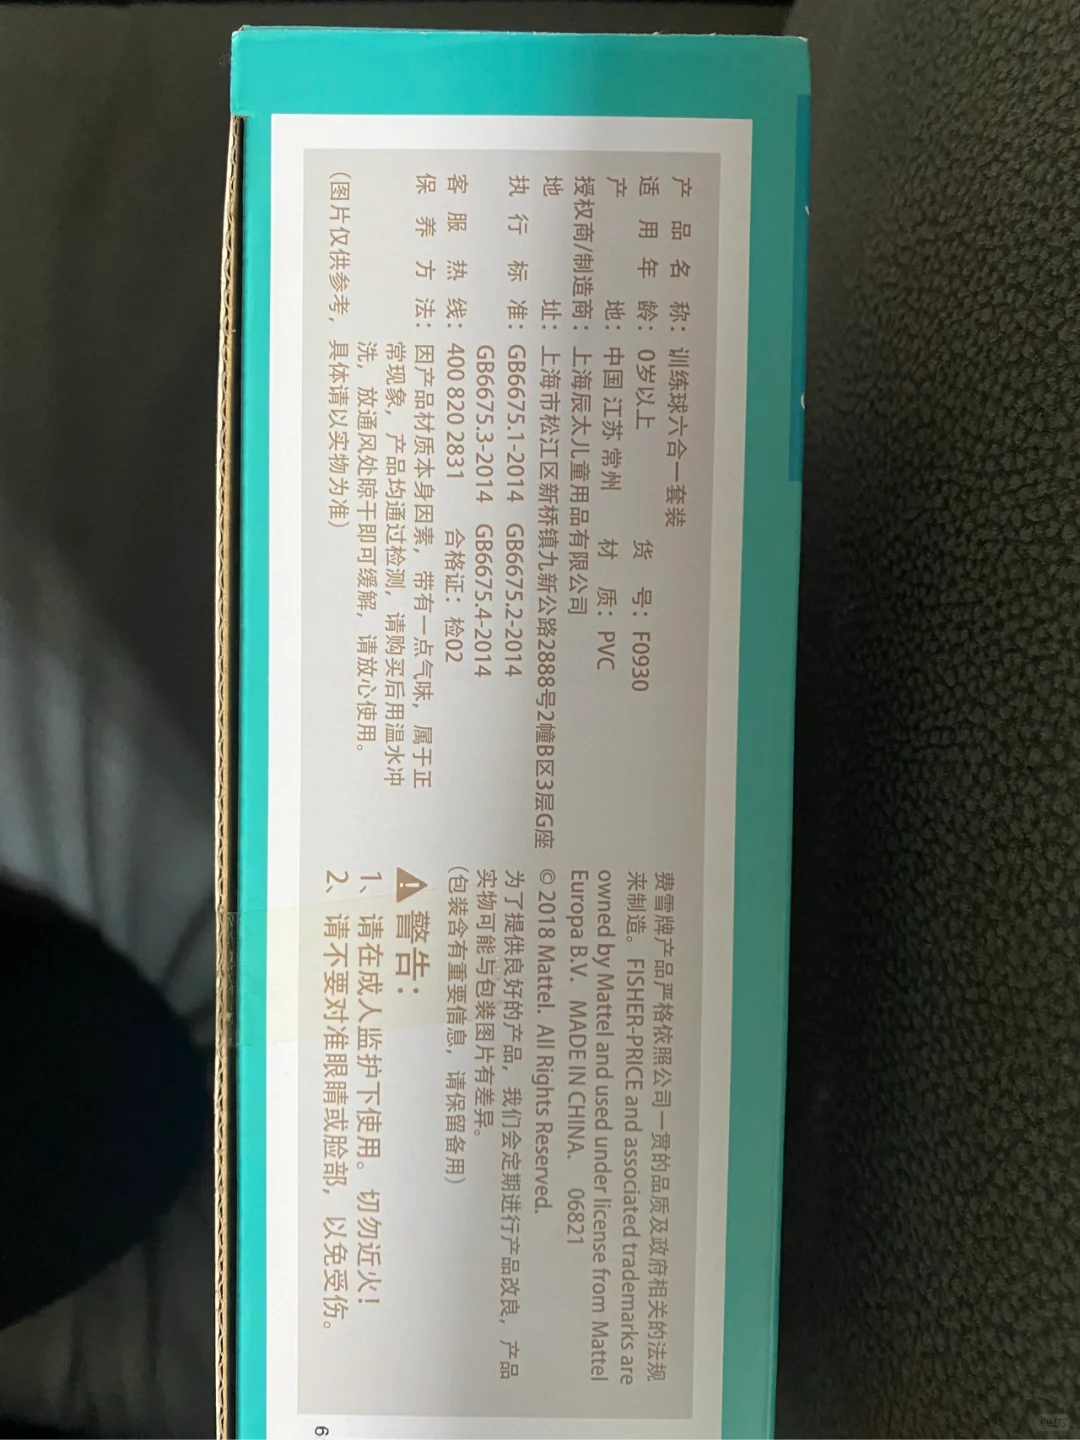 产品名称：训练球六合一套装
适用年龄：0岁以上 货号：F0930
产地：中国 江苏 常州 材质：PVC
授权商/制造商：上海辰太儿童用品有限公司
地址：上海市松江区新桥镇九新公路2888号2幢B区3层G座
执行标准：GB6675.1-2014 GB6675.2-2014
GB6675.3-2014 GB6675.4-2014
客服热线：400 820 2831 合格证：检02
保养方法：因产品材质本身因素，带有一点气味，属于正
常现象，产品均通过检测，请购买后用温水冲
洗，放通风处晾干即可缓解，请放心使用。
（图片仅供参考，具体请以实物为准）
费雪牌产品严格依照公司一贯的品质及政府相关的法规
来制造。FISHER-PRICE and associated trademarks are
owned by Mattel and used under license from Mattel
Europa B.V. MADE IN CHINA. 06821
© 2018 Mattel. All Rights Reserved.
为了提供良好的产品，我们会定期进行产品改良，产品
实物可能与包装图片有差异。
（包装含有重要信息，请保留备用）
警告：
1、请在成人监护下使用。切勿近火！
2、请不要对准眼睛或脸部，以免受伤。
6